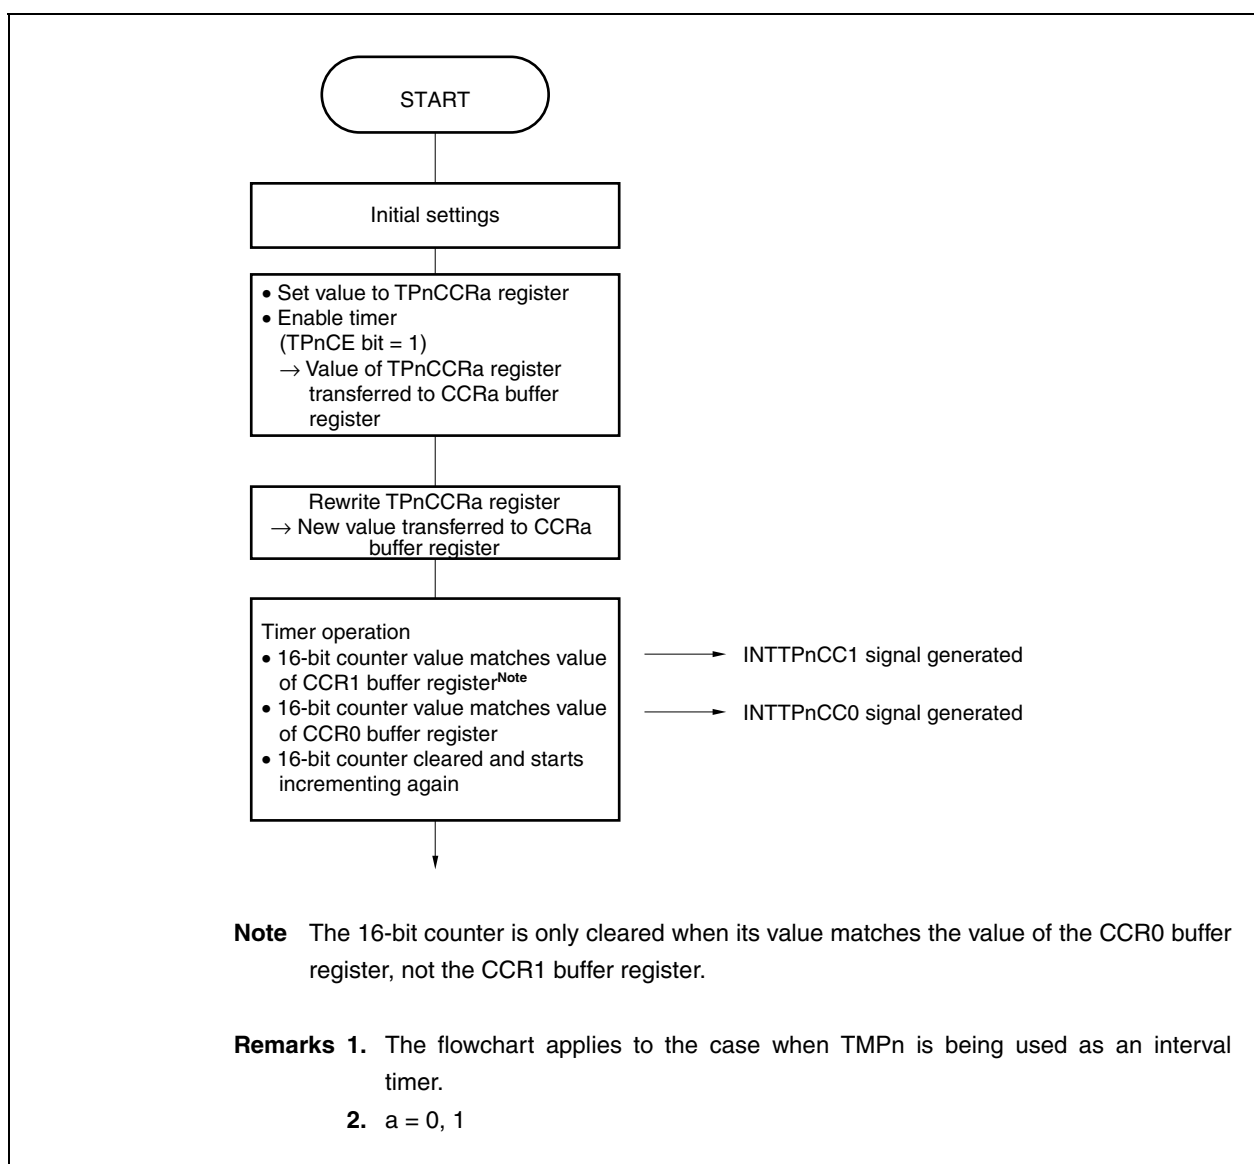 START
Initial settings
• Set value to TPnCCRa register
• Enable timer
(TPnCE bit = 1)
→ Value of TPnCCRa register
transferred to CCRa buffer
register
Rewrite TPnCCRa register
→ New value transferred to CCRa
buffer register
Timer operation
• 16-bit counter value matches value
of CCR1 buffer registerNote
• 16-bit counter value matches value
of CCR0 buffer register
• 16-bit counter cleared and starts
incrementing again
INTTPnCC1 signal generated
INTTPnCC0 signal generated
Note The 16-bit counter is only cleared when its value matches the value of the CCR0 buffer
register, not the CCR1 buffer register.
Remarks 1. The flowchart applies to the case when TMPn is being used as an interval
timer.
2. a = 0, 1